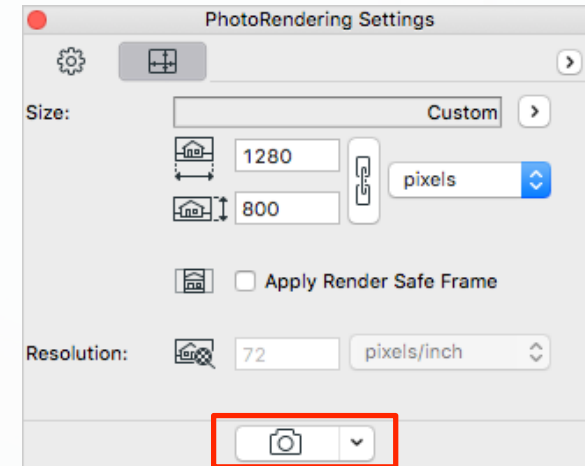 PhotoRendering Settings
Size:
Custom
1280
pixels
800
Apply Render Safe Frame
Resolution:
72
pixels/inch